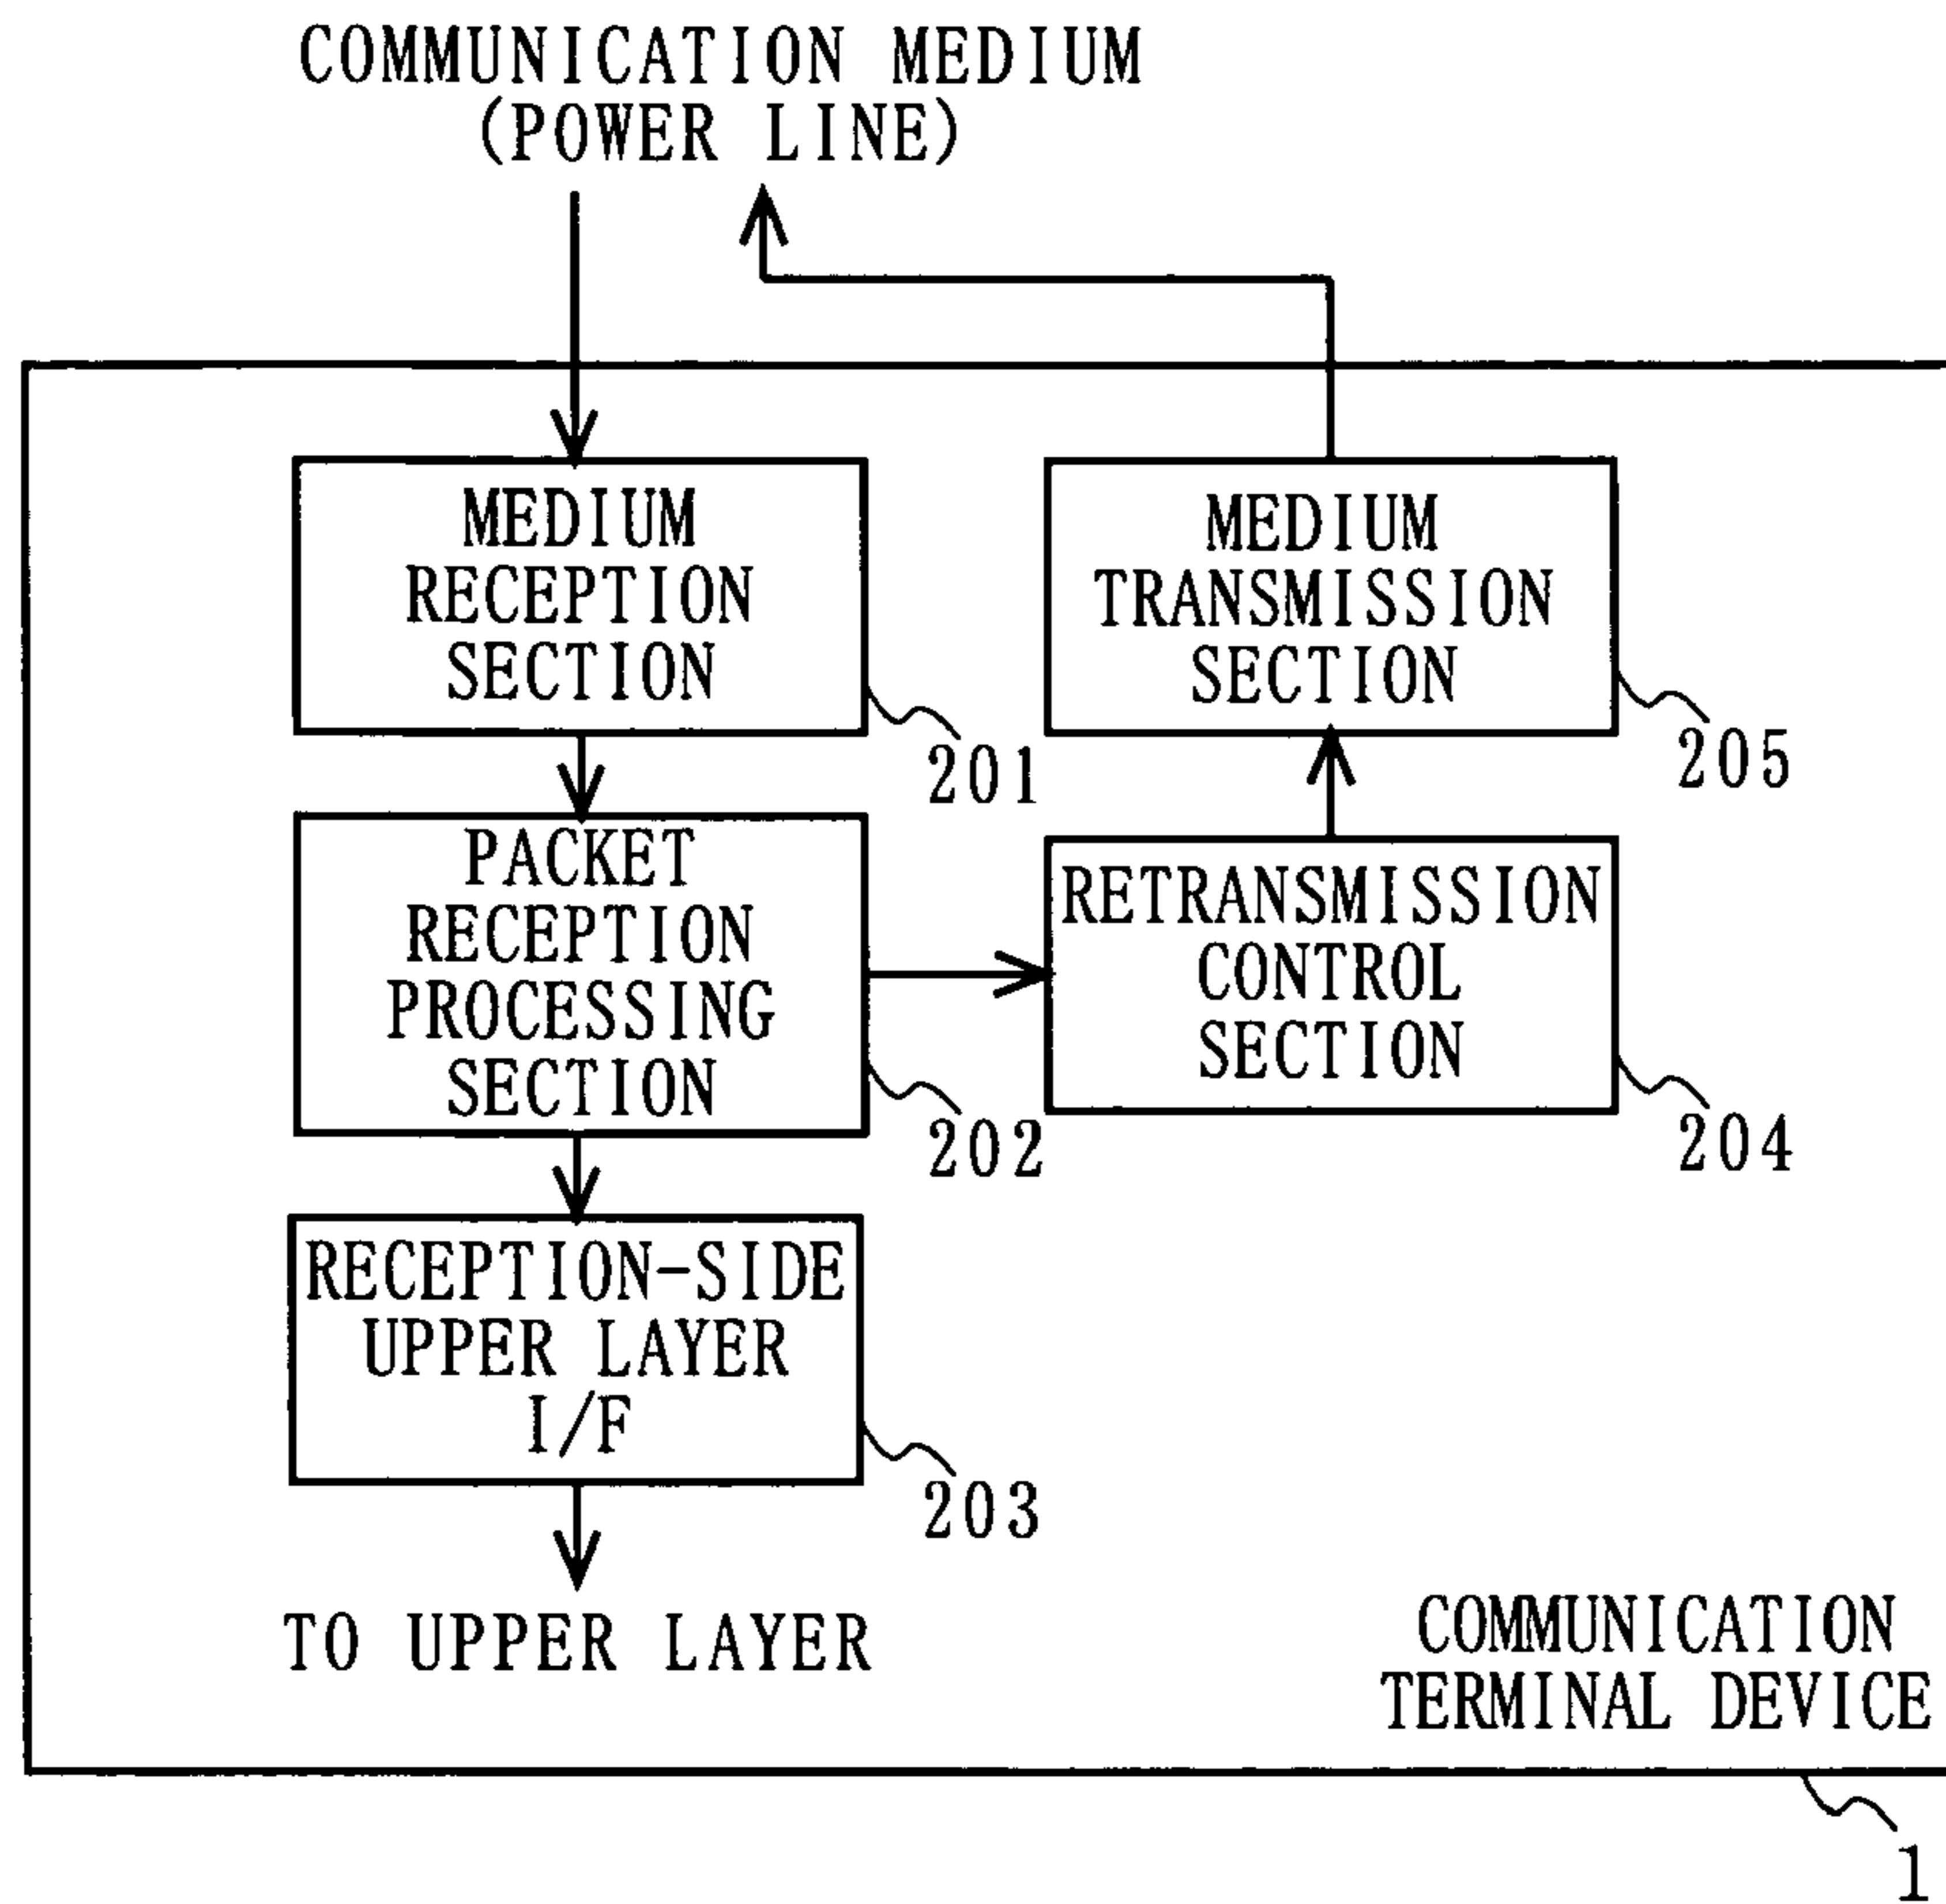 COMMUNICATION MEDIUM
(POWER LINE)
MEDIUM
RECEPTION
SECTION
201
MEDIUM
TRANSMISSION
SECTION
205
PACKET
RECEPTION
PROCESSING
SECTION
202
RETRANSMISSION
CONTROL
SECTION
204
RECEPTION-SIDE
UPPER LAYER
I/F
203
TO UPPER LAYER
COMMUNICATION
TERMINAL DEVICE
1